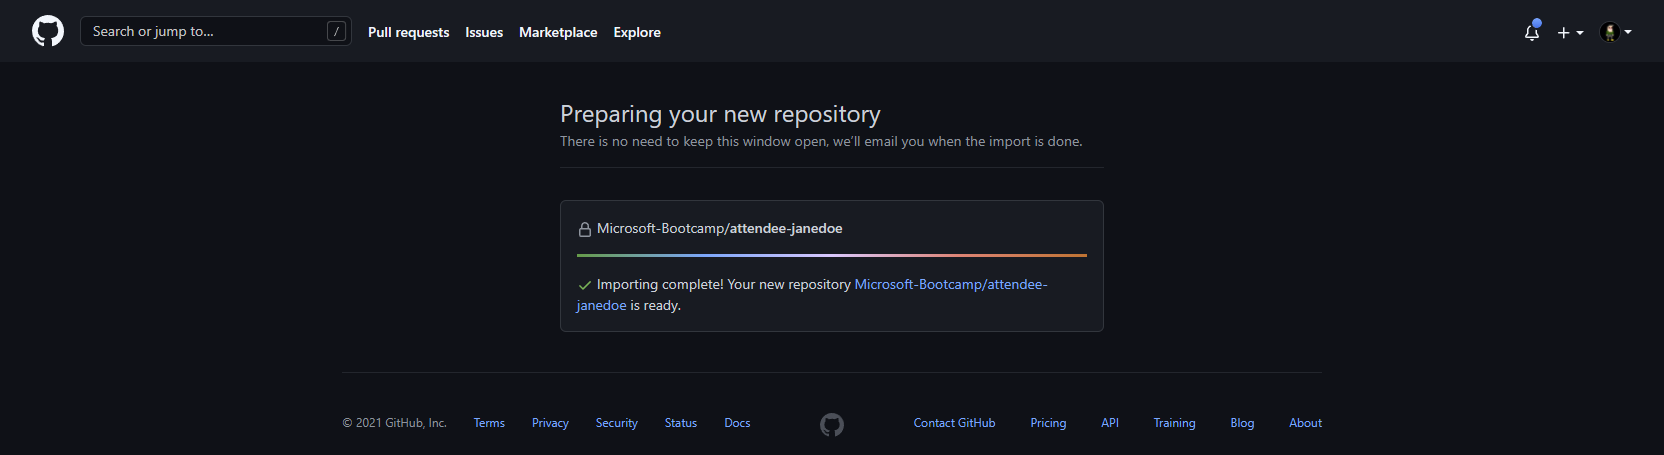 Search or jump to... /
Pull requests Issues Marketplace Explore
Preparing your new repository
There is no need to keep this window open, we'll email you when the import is done.
Microsoft-Bootcamp/attendee-janedoe
Importing complete! Your new repository Microsoft-Bootcamp/attendee-
janedoe is ready.
© 2021 GitHub, Inc. Terms Privacy Security Status Docs Contact GitHub Pricing API Training Blog About